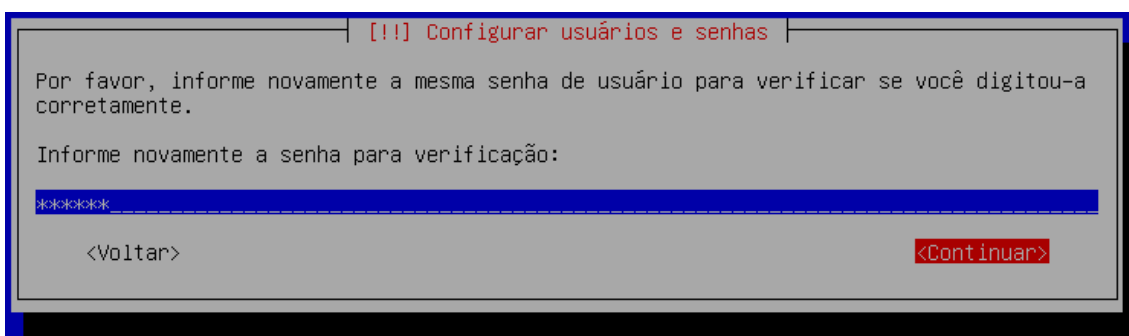 [!!] Configurar usuários e senhas
Por favor, informe novamente a mesma senha de usuário para verificar se você digitou-a
corretamente.
Informe novamente a senha para verificação:
******
<Voltar> <Continuar>